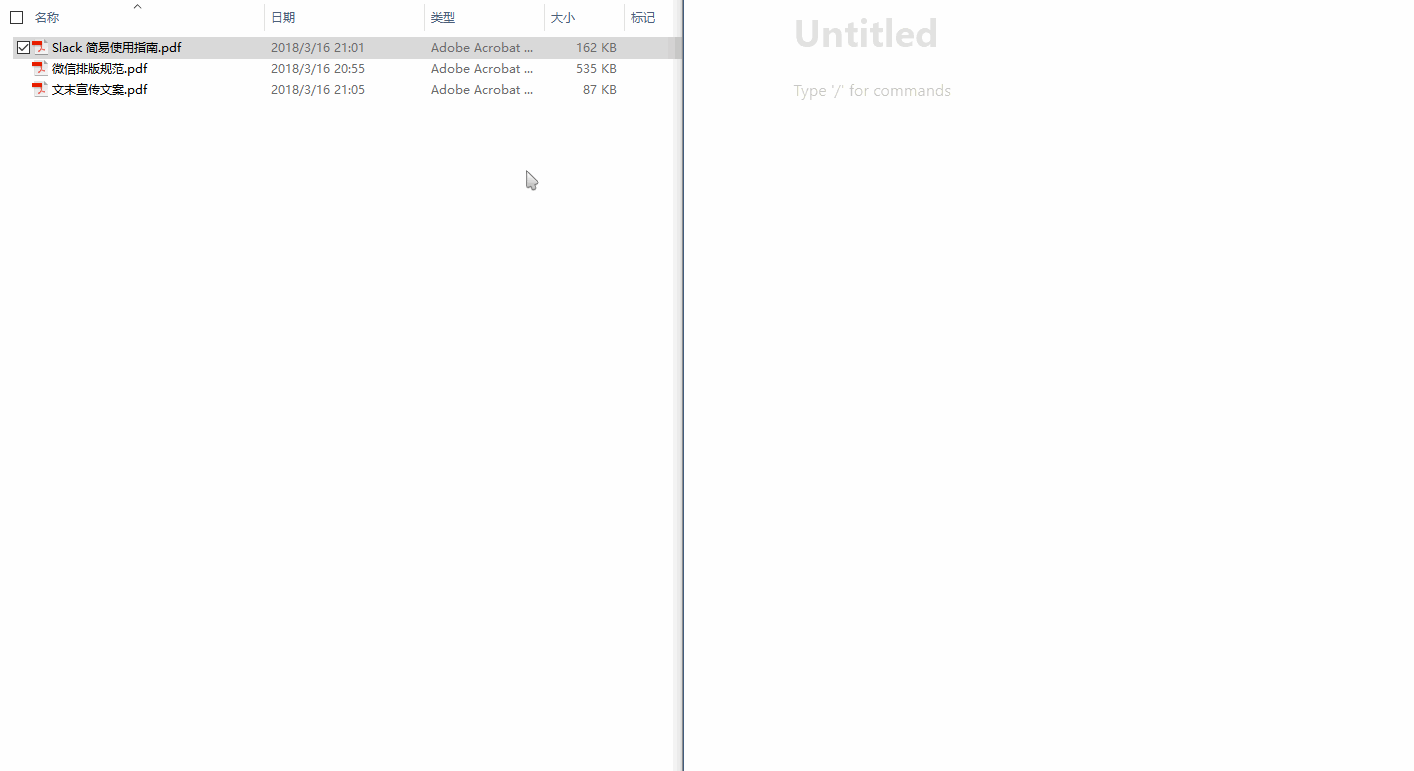 名称 日期 类型 大小 标记
Slack 简易使用指南.pdf 2018/3/16 21:01 Adobe Acrobat ... 162 KB
微信排版规范.pdf 2018/3/16 20:55 Adobe Acrobat ... 535 KB
文末宣传文案.pdf 2018/3/16 21:05 Adobe Acrobat ... 87 KB
Untitled
Type '/' for commands